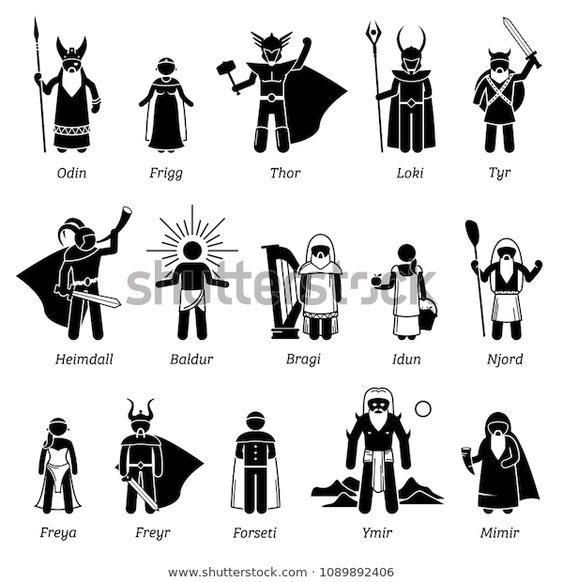 Odin Frigg Thor Loki Tyr
Heimdall Baldur Bragi Idun Njord
shutterstock
Freya Freyr Forseti Ymir Mimir
www.shutterstock.com · 1089892406